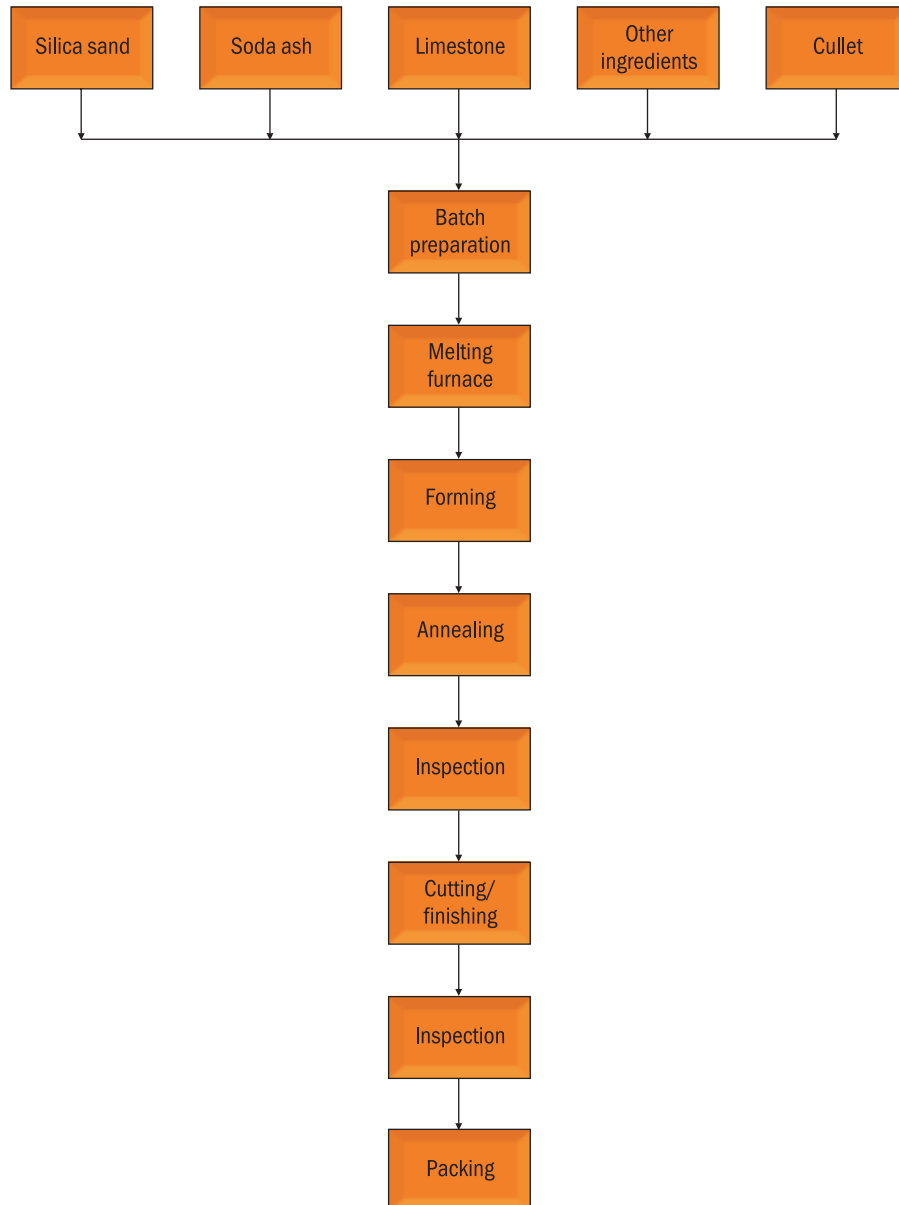 Silica sand
Soda ash
Limestone
Other
ingredients
Cullet
Batch
preparation
Melting
furnace
Forming
Annealing
Inspection
Cutting/
finishing
Inspection
Packing